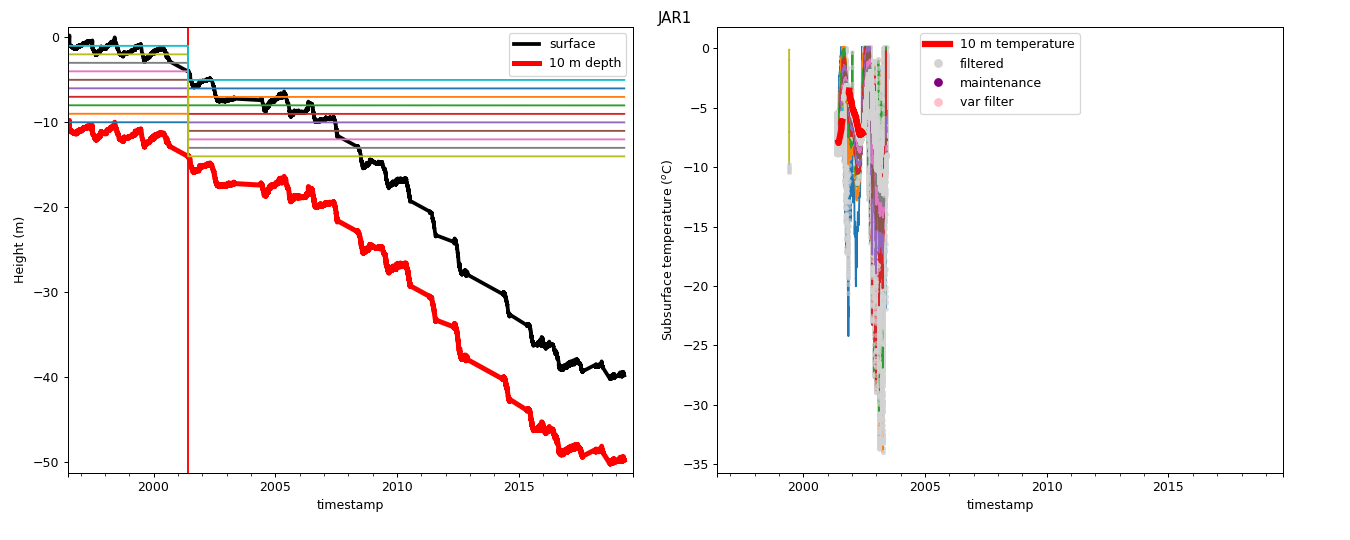 JAR1
surface
10 m depth
0
−10
−20
−30
−40
−50
Height (m)
2000
2005
2010
2015
timestamp
10 m temperature
filtered
maintenance
var filter
0
−5
−10
−15
−20
−25
−30
−35
Subsurface temperature (°C)
2000
2005
2010
2015
timestamp